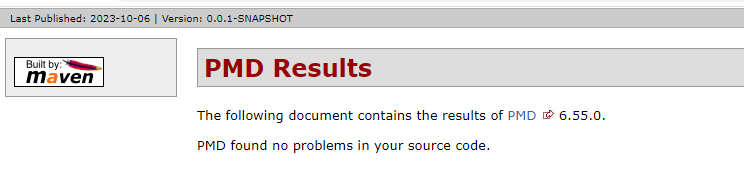 Last Published: 2023-10-06 | Version: 0.0.1-SNAPSHOT
Built by:
maven
PMD Results
The following document contains the results of PMD 6.55.0.
PMD found no problems in your source code.